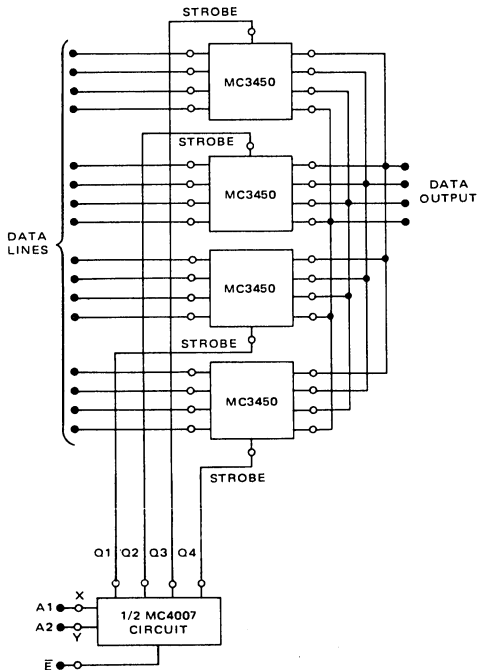 STROBE
MC3450
STROBE
MC3450
DATA
OUTPUT
DATA
LINES
MC3450
STROBE
MC3450
STROBE
Q1 Q2 Q3 Q4
X
A1
1/2 MC4007
CIRCUIT
A2
Y
E̅